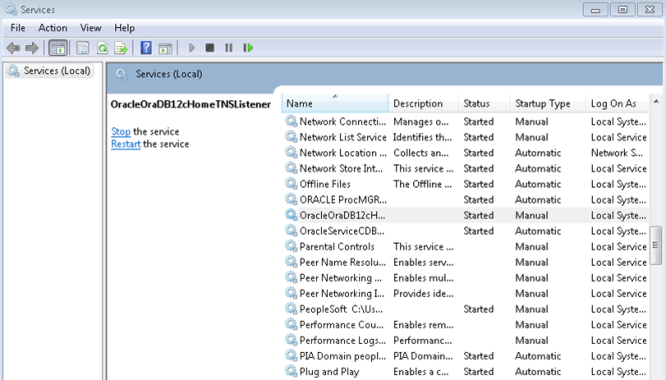 Services
File Action View Help
Services (Local)
Services (Local)
OracleOraDB12cHomeTNSListener
Stop the service
Restart the service
Name Description Status Startup Type Log On As
Network Connecti... Manages o... Started Manual Local Syste...
Network List Service Identifies th... Started Manual Local Service
Network Location ... Collects an... Started Automatic Network S...
Network Store Int... This service ... Started Automatic Local Service
Offline Files The Offline ... Started Automatic Local Syste...
ORACLE ProcMGR... Started Automatic Local Syste...
OracleOraDB12cH... Started Manual Local Syste...
OracleServiceCDB... Started Automatic Local Syste...
Parental Controls This service ... Manual Local Service
Peer Name Resolu... Enables serv... Manual Local Service
Peer Networking ... Enables mul... Manual Local Service
Peer Networking I... Provides ide... Manual Local Service
PeopleSoft C:\Us... Started Manual Local Syste...
Performance Cou... Enables rem... Manual Local Service
Performance Logs... Performanc... Manual Local Service
PIA Domain peopl... PIA Domain... Started Automatic Local Syste...
Plug and Play Enables a c... Started Automatic Local Syste...